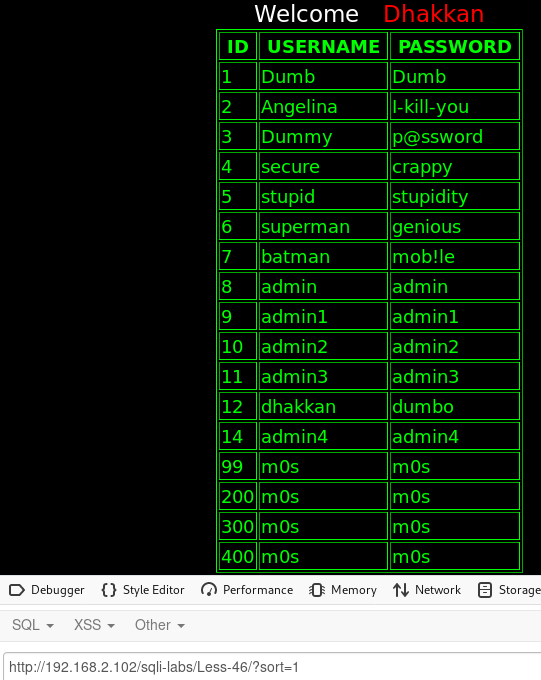 Welcome Dhakkan
ID USERNAME PASSWORD
1 Dumb Dumb
2 Angelina I-kill-you
3 Dummy p@ssword
4 secure crappy
5 stupid stupidity
6 superman genious
7 batman mob!le
8 admin admin
9 admin1 admin1
10 admin2 admin2
11 admin3 admin3
12 dhakkan dumbo
14 admin4 admin4
99 m0s m0s
200 m0s m0s
300 m0s m0s
400 m0s m0s
Debugger Style Editor Performance Memory Network Storage
SQL XSS Other
http://192.168.2.102/sqli-labs/Less-46/?sort=1